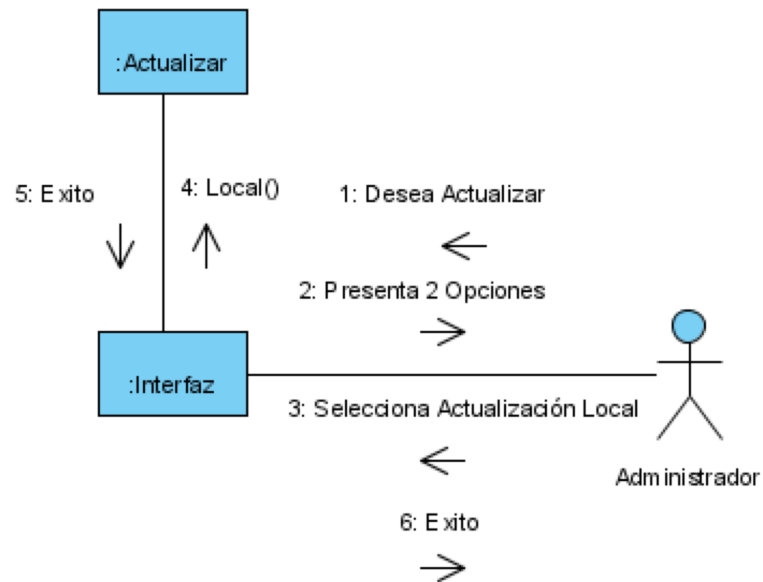 :Actualizar
5: Exito
4: Local()
1: Desea Actualizar
2: Presenta 2 Opciones
:Interfaz
3: Selecciona Actualización Local
Administrador
6: Exito